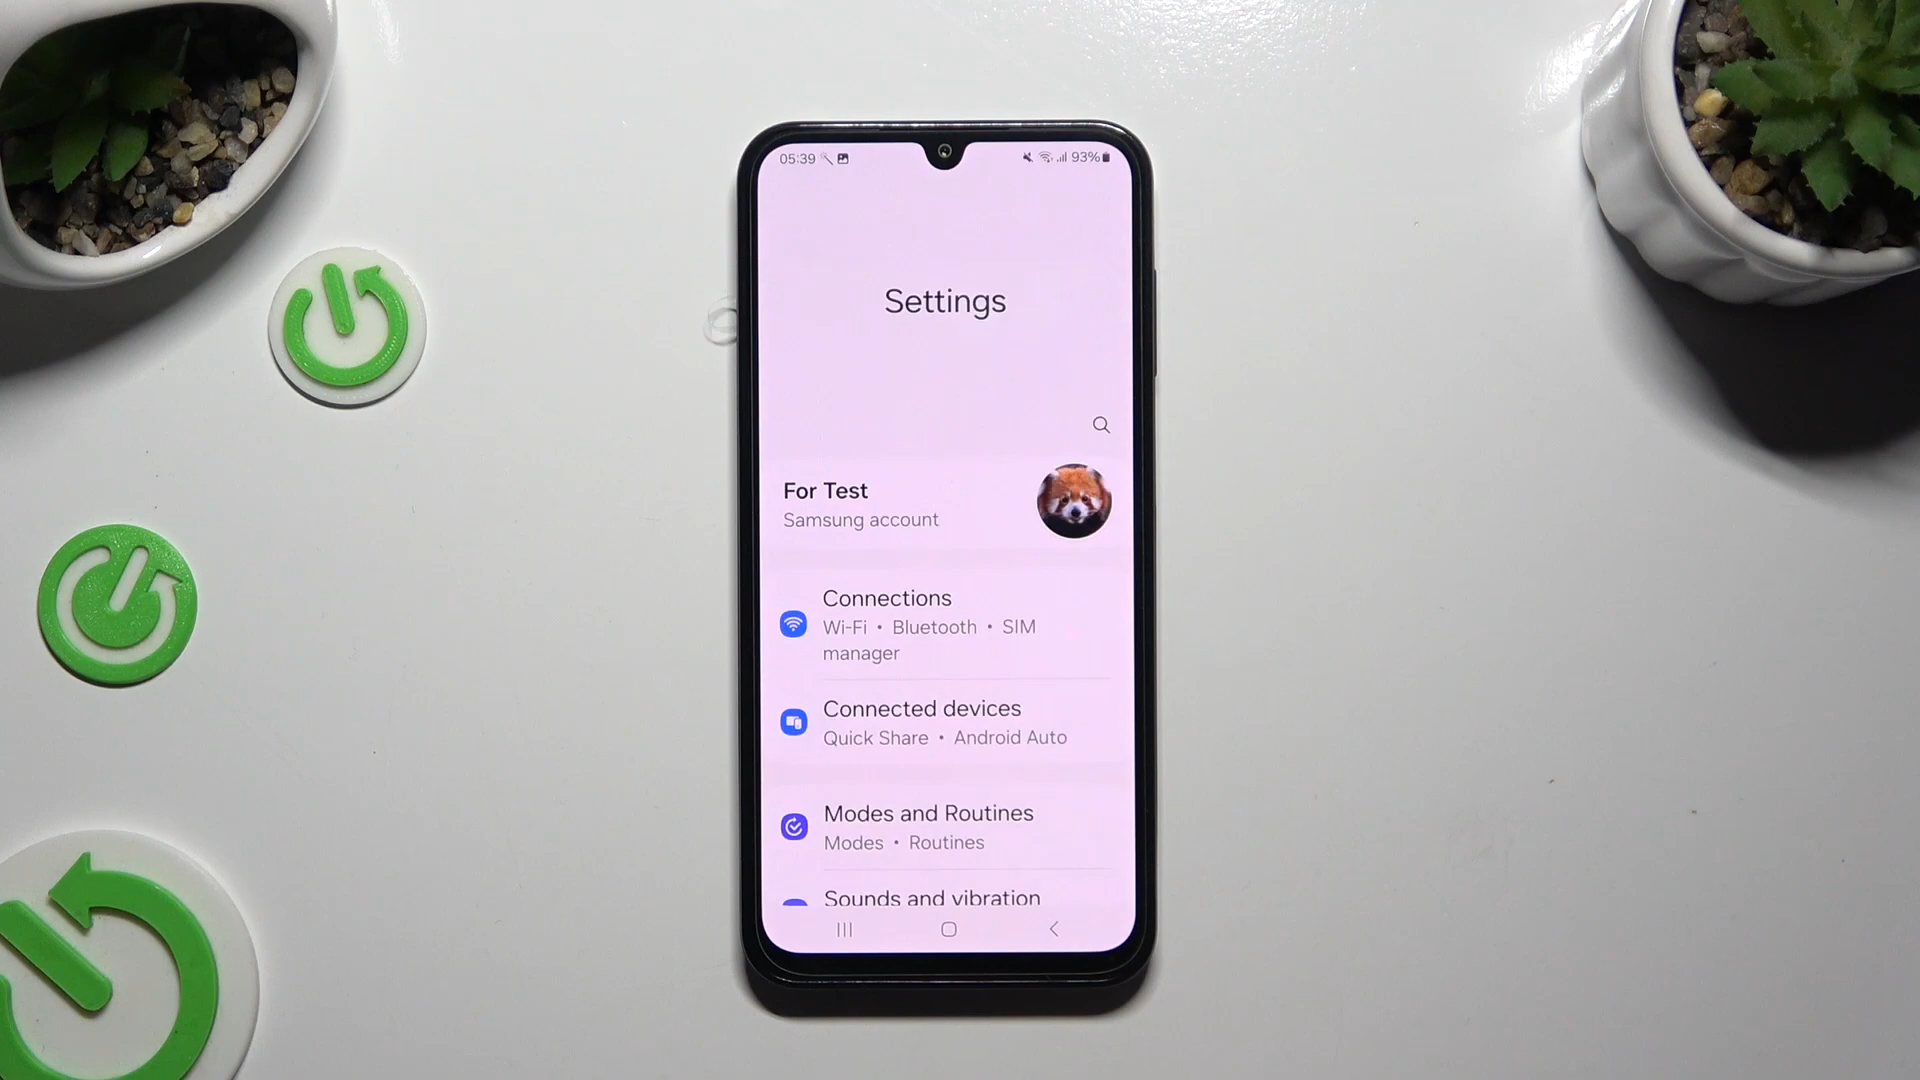 05:39 93%
Settings
For Test
Samsung account
Connections
Wi-Fi • Bluetooth • SIM
manager
Connected devices
Quick Share • Android Auto
Modes and Routines
Modes • Routines
Sounds and vibration